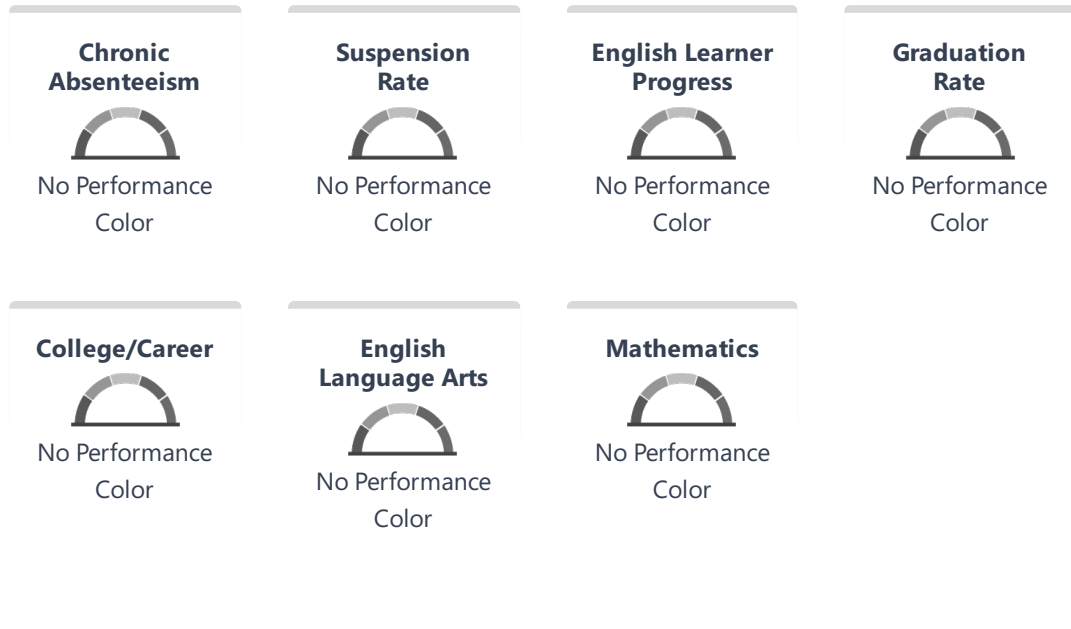 Chronic
Absenteeism
No Performance
Color
Suspension
Rate
No Performance
Color
English Learner
Progress
No Performance
Color
Graduation
Rate
No Performance
Color
College/Career
No Performance
Color
English
Language Arts
No Performance
Color
Mathematics
No Performance
Color